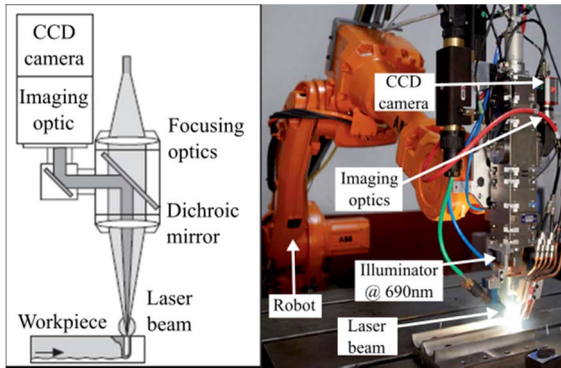 CCD
camera
Imaging
optic
Focusing
optics
Dichroic
mirror
Laser
beam
Workpiece
CCD
camera
Imaging
optics
ABB
Illuminator
@ 690nm
Robot
Laser
beam